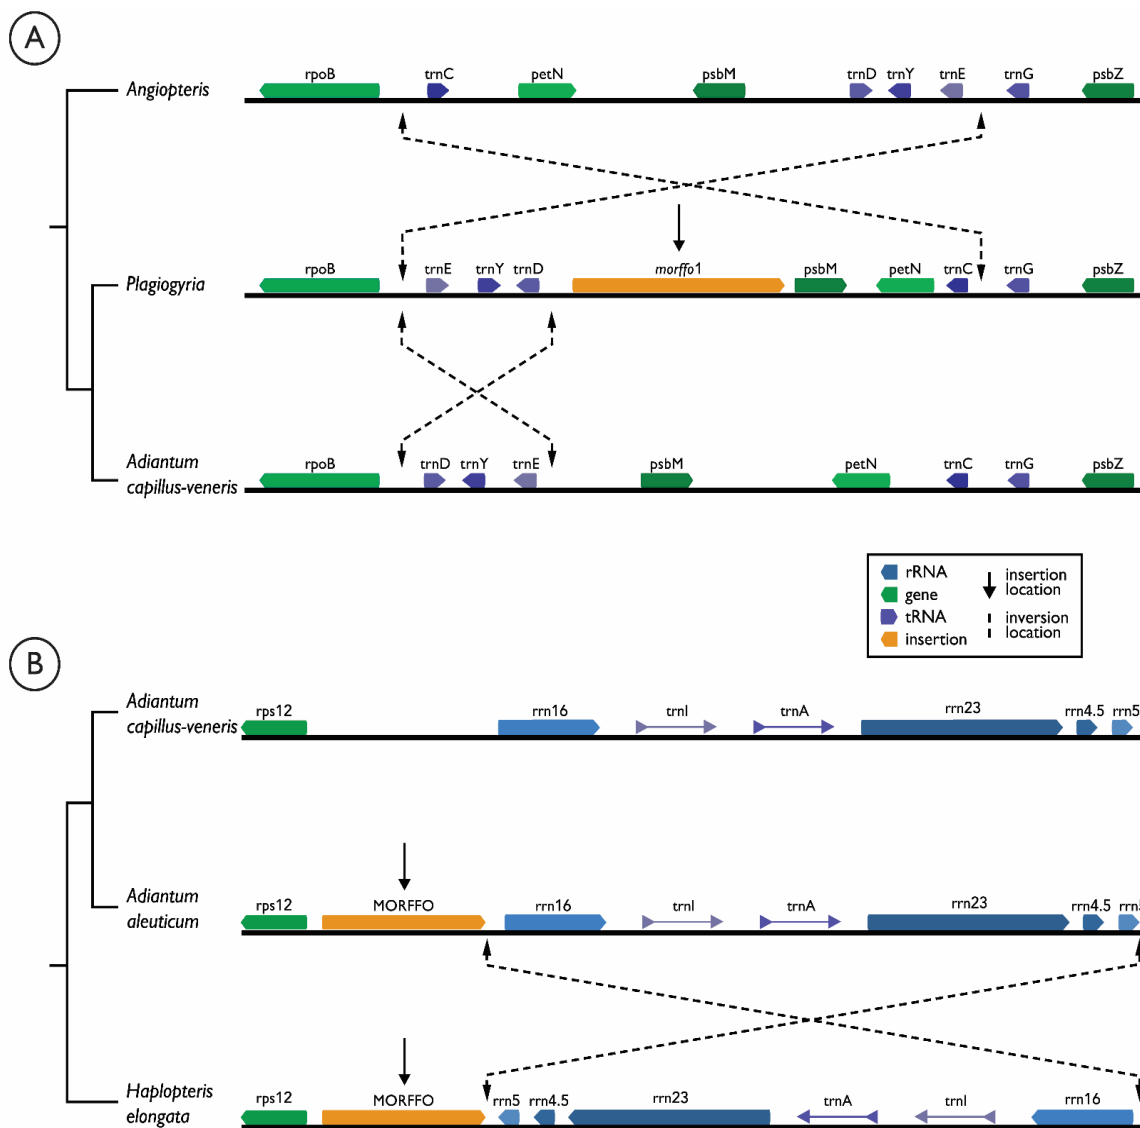 A
rpoB trnC petN psbM trnD trnY trnE trnG psbZ
Angiopteris
rpoB trnE trnY trnD morffo1 psbM petN trnC trnG psbZ
Plagiogyria
rpoB trnD trnY trnE psbM petN trnC trnG psbZ
Adiantum
capillus-veneris
rRNA
gene
tRNA
insertion
insertion
location
inversion
location
B
Adiantum
capillus-veneris
rps12 rrn16 trnI trnA rrn23 rrn4.5 rrn5
Adiantum
aleuticum
rps12 MORFFO rrn16 trnI trnA rrn23 rrn4.5 rrn5
Haplopteris
elongata
rps12 MORFFO rrn5 rrn4.5 rrn23 trnA trnI rrn16